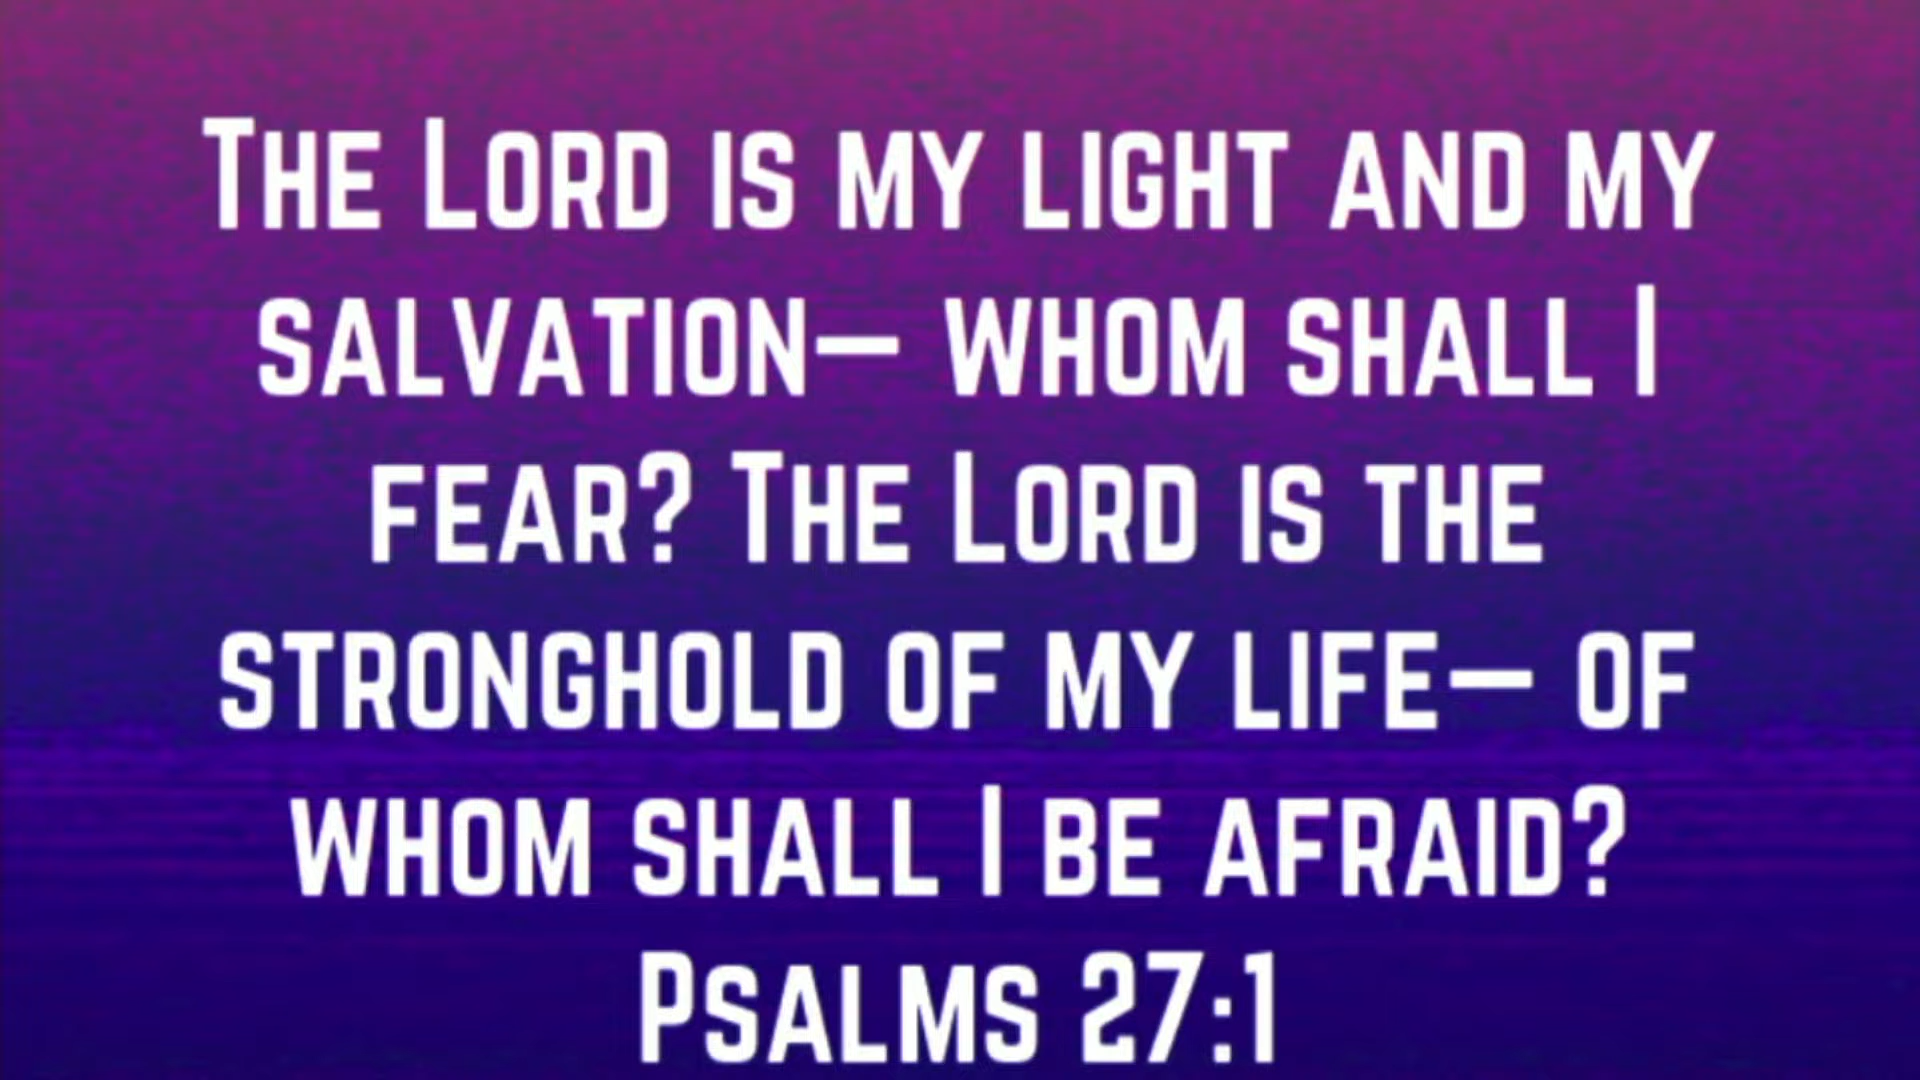 The Lord is my light and my
salvation— whom shall I
fear? The Lord is the
stronghold of my life— of
whom shall I be afraid?
Psalms 27:1